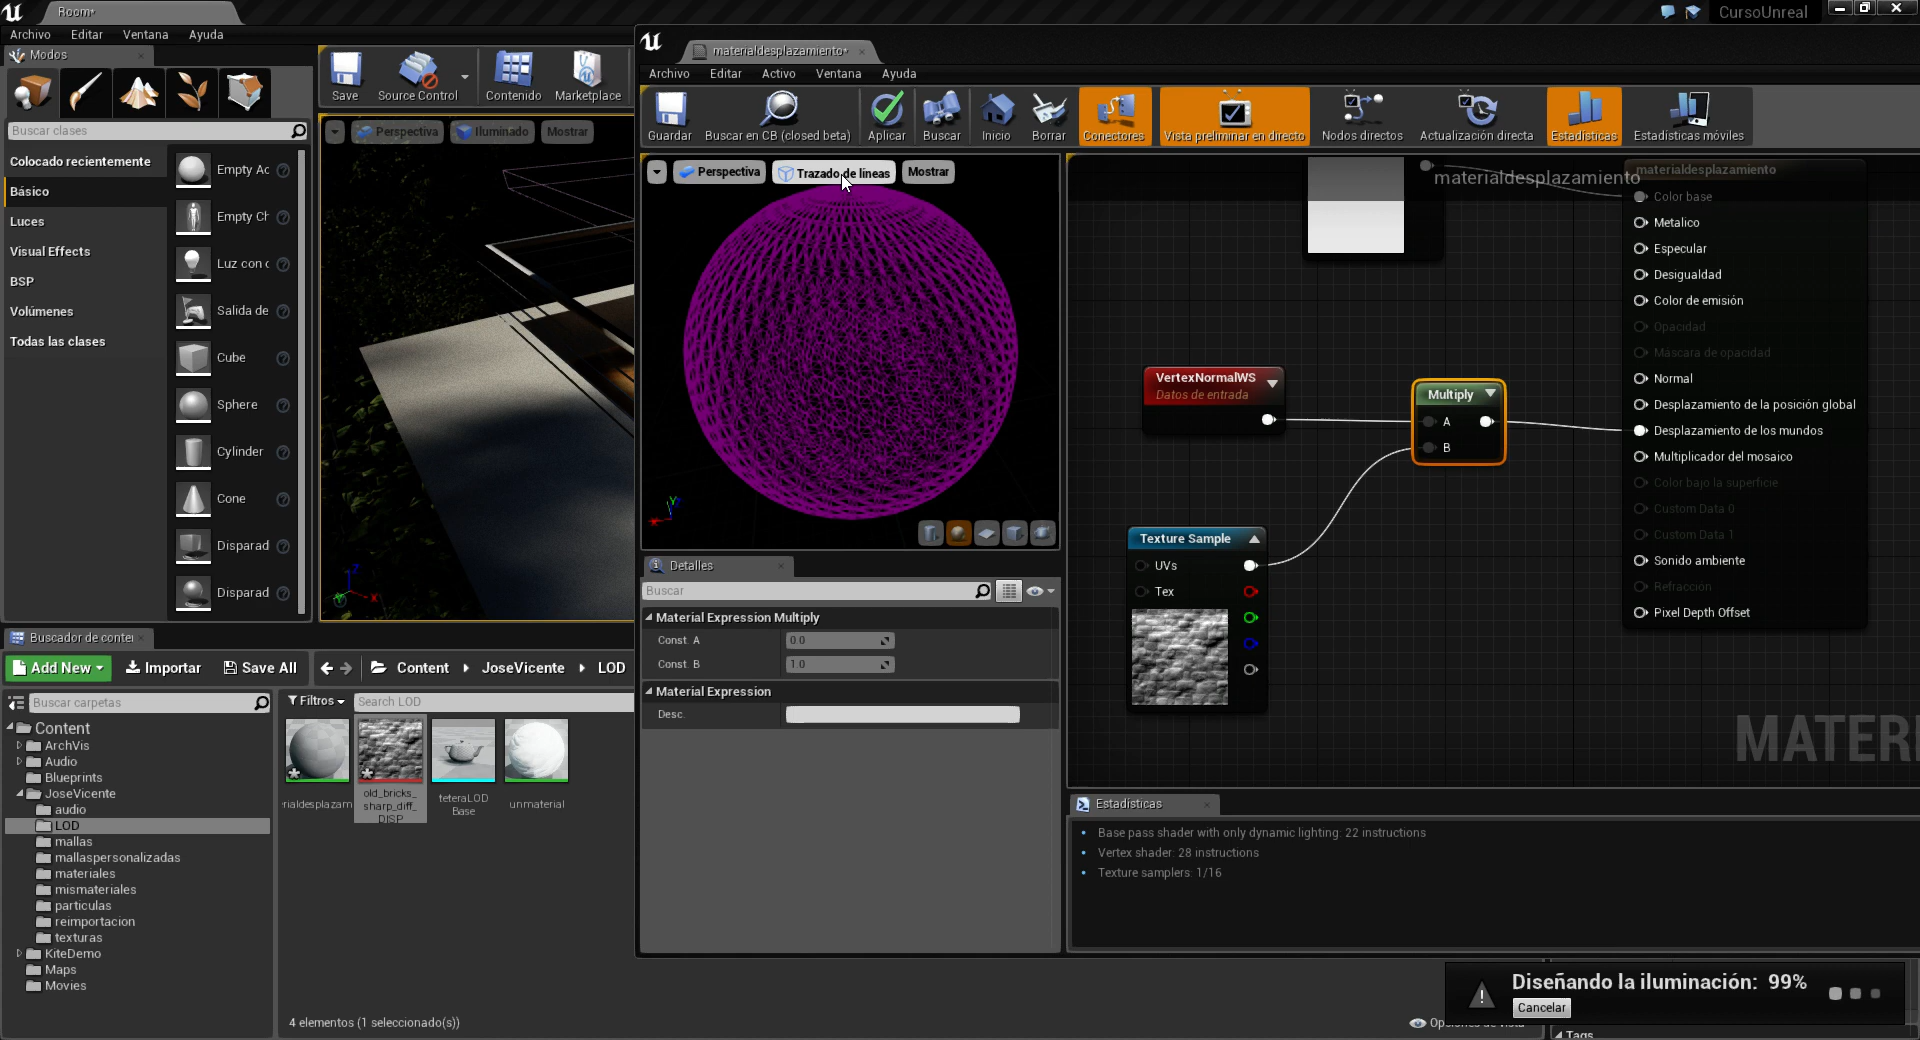 Room*
CursoUnreal
Archivo
Editar
Ventana
Ayuda
Modos
Save
Source Control
Contenido
Marketplace
Buscar clases
Colocado recientemente
Básico
Luces
Visual Effects
BSP
Volúmenes
Todas las clases
Empty Ac
Empty Ch
Luz con c
Salida de
Cube
Sphere
Cylinder
Cone
Disparad
Disparad
Perspectiva
Iluminado
Mostrar
materialdesplazamiento*
Archivo
Editar
Activo
Ventana
Ayuda
Guardar
Buscar en CB (closed beta)
Aplicar
Buscar
Inicio
Borrar
Conectores
Vista preliminar en directo
Nodos directos
Actualización directa
Estadísticas
Estadísticas móviles
Perspectiva
Trazado de líneas
Mostrar
materialdesplazamiento
materialdesplazamiento
Color base
Metalico
Especular
Desigualdad
Color de emisión
Opacidad
Máscara de opacidad
Normal
Desplazamiento de la posición global
Desplazamiento de los mundos
Multiplicador del mosaico
Color bajo la superficie
Custom Data 0
Custom Data 1
Sonido ambiente
Refracción
Pixel Depth Offset
VertexNormalWS
Datos de entrada
Multiply
A
B
Texture Sample
UVs
Tex
MATERI
Detalles
Buscar
Material Expression Multiply
Const A
0.0
Const B
1.0
Material Expression
Desc.
Estadísticas
Base pass shader with only dynamic lighting: 22 instructions
Vertex shader: 28 instructions
Texture samplers: 1/16
Buscador de conter
Add New
Importar
Save All
Content
JoseVicente
LOD
Buscar carpetas
Filtros
Search LOD
Content
ArchVis
Audio
Blueprints
JoseVicente
audio
LOD
mallas
mallaspersonalizadas
materiales
mismateriales
particulas
reimportacion
texturas
KiteDemo
Maps
Movies
rialdesplazam
old_bricks_
sharp_diff_
DISP
teteraLOD
Base
unmaterial
4 elementos (1 seleccionado(s))
Diseñando la iluminación: 99%
Cancelar
Tags